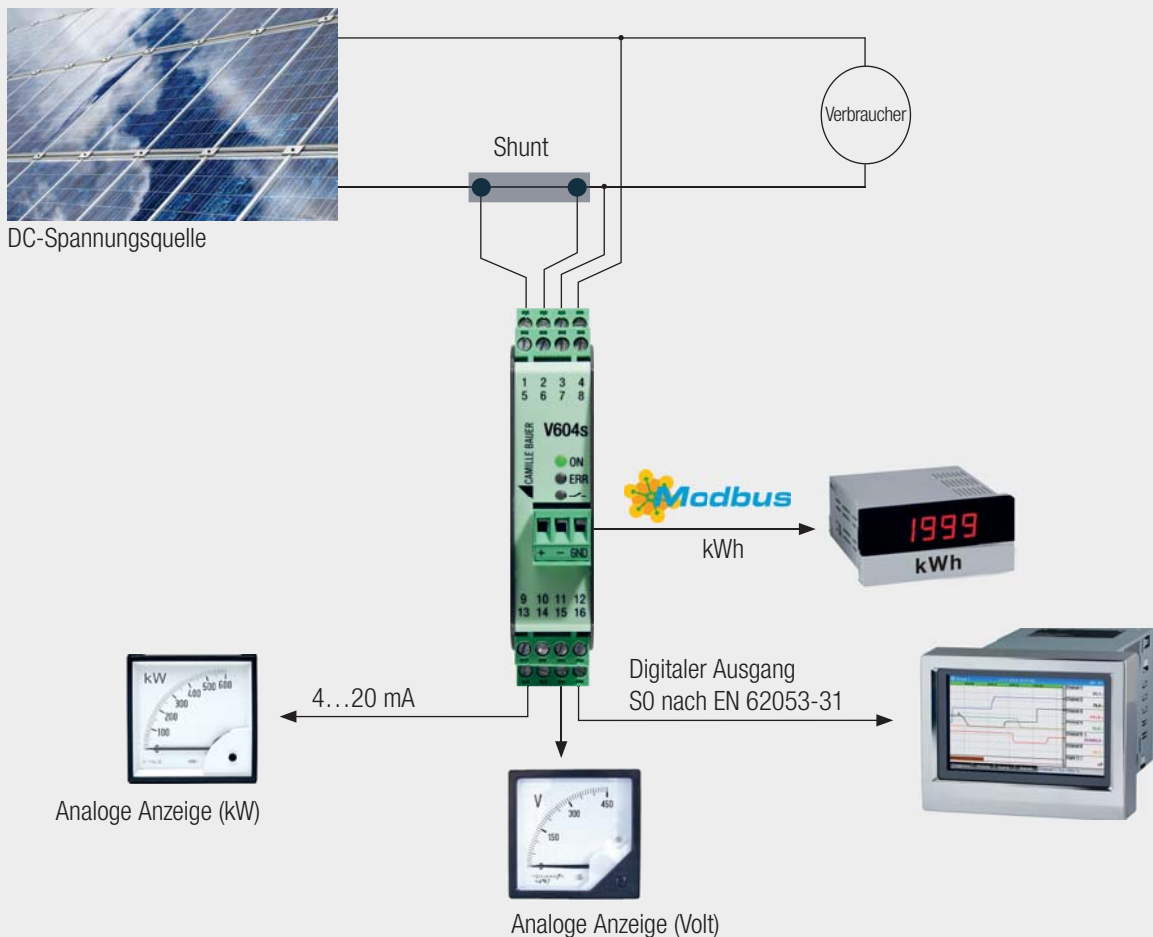 DC-Spannungsquelle
Shunt
Verbraucher
1 2 3 4
5 6 7 8
CAMILLE BAUER
V604s
ON
ERR
+ − GND
9 10 11 12
13 14 15 16
Modbus
kWh
1999
kWh
4...20 mA
Digitaler Ausgang
S0 nach EN 62053-31
kW
100 200 300 400 500 600
0
Analoge Anzeige (kW)
V
150 300 450
0
Analoge Anzeige (Volt)